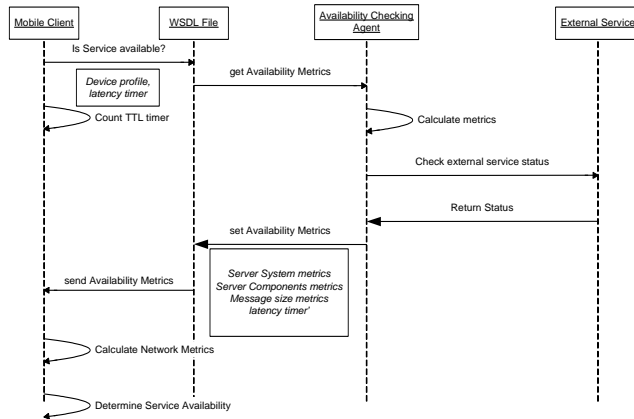 Mobile Client
WSDL File
Availability Checking
Agent
External Service
Is Service available?
Device profile,
latency timer
get Availability Metrics
Count TTL timer
Calculate metrics
Check external service status
Return Status
set Availability Metrics
Server System metrics
Server Components metrics
Message size metrics
latency timer'
send Availability Metrics
Calculate Network Metrics
Determine Service Availability